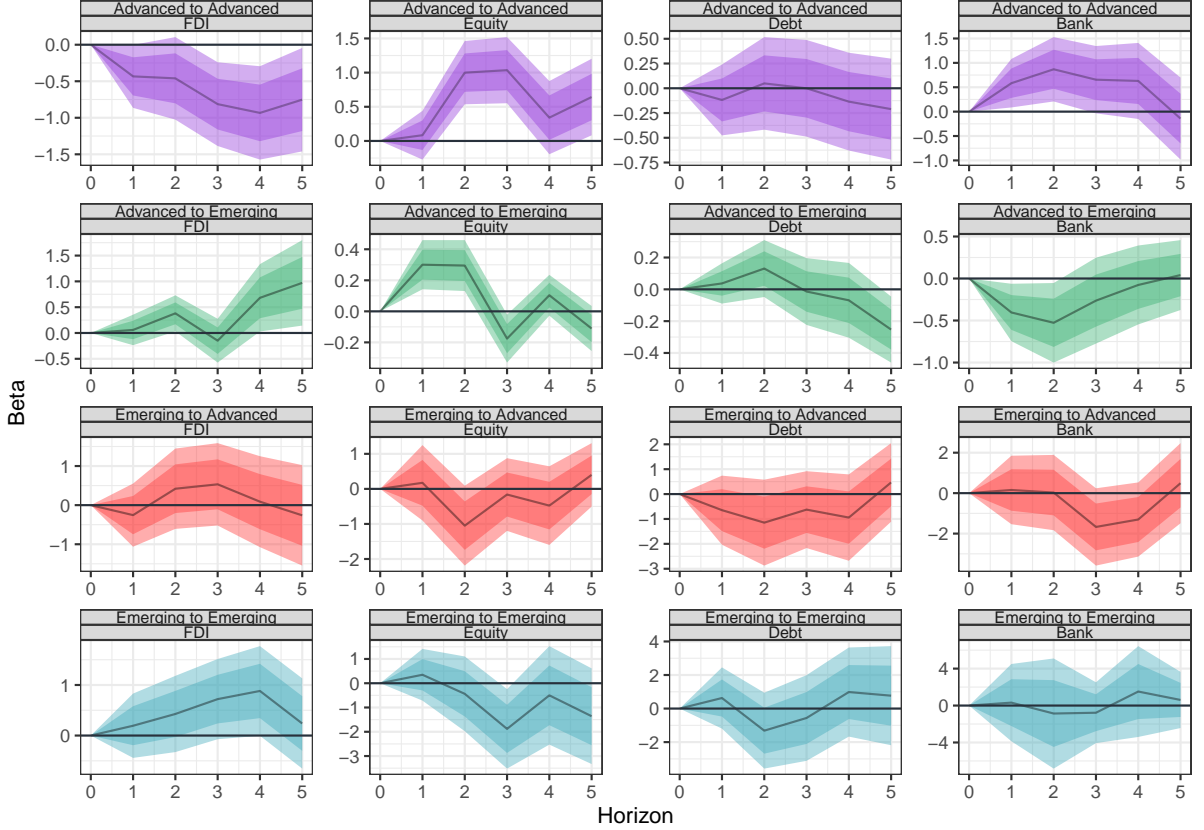 Advanced to Advanced
FDI
0.0
−0.5
−1.0
−1.5
0 1 2 3 4 5
Advanced to Advanced
Equity
1.5
1.0
0.5
0.0
0 1 2 3 4 5
Advanced to Advanced
Debt
0.50
0.25
0.00
−0.25
−0.50
−0.75
0 1 2 3 4 5
Advanced to Advanced
Bank
1.5
1.0
0.5
0.0
−0.5
−1.0
0 1 2 3 4 5
Advanced to Emerging
FDI
1.5
1.0
0.5
0.0
−0.5
0 1 2 3 4 5
Advanced to Emerging
Equity
0.4
0.2
0.0
−0.2
0 1 2 3 4 5
Advanced to Emerging
Debt
0.2
0.0
−0.2
−0.4
0 1 2 3 4 5
Advanced to Emerging
Bank
0.5
0.0
−0.5
−1.0
0 1 2 3 4 5
Beta
Emerging to Advanced
FDI
1
0
−1
0 1 2 3 4 5
Emerging to Advanced
Equity
1
0
−1
−2
0 1 2 3 4 5
Emerging to Advanced
Debt
2
1
0
−1
−2
−3
0 1 2 3 4 5
Emerging to Advanced
Bank
2
0
−2
0 1 2 3 4 5
Emerging to Emerging
FDI
1
0
0 1 2 3 4 5
Emerging to Emerging
Equity
1
0
−1
−2
−3
0 1 2 3 4 5
Emerging to Emerging
Debt
4
2
0
−2
0 1 2 3 4 5
Emerging to Emerging
Bank
4
0
−4
0 1 2 3 4 5
Horizon